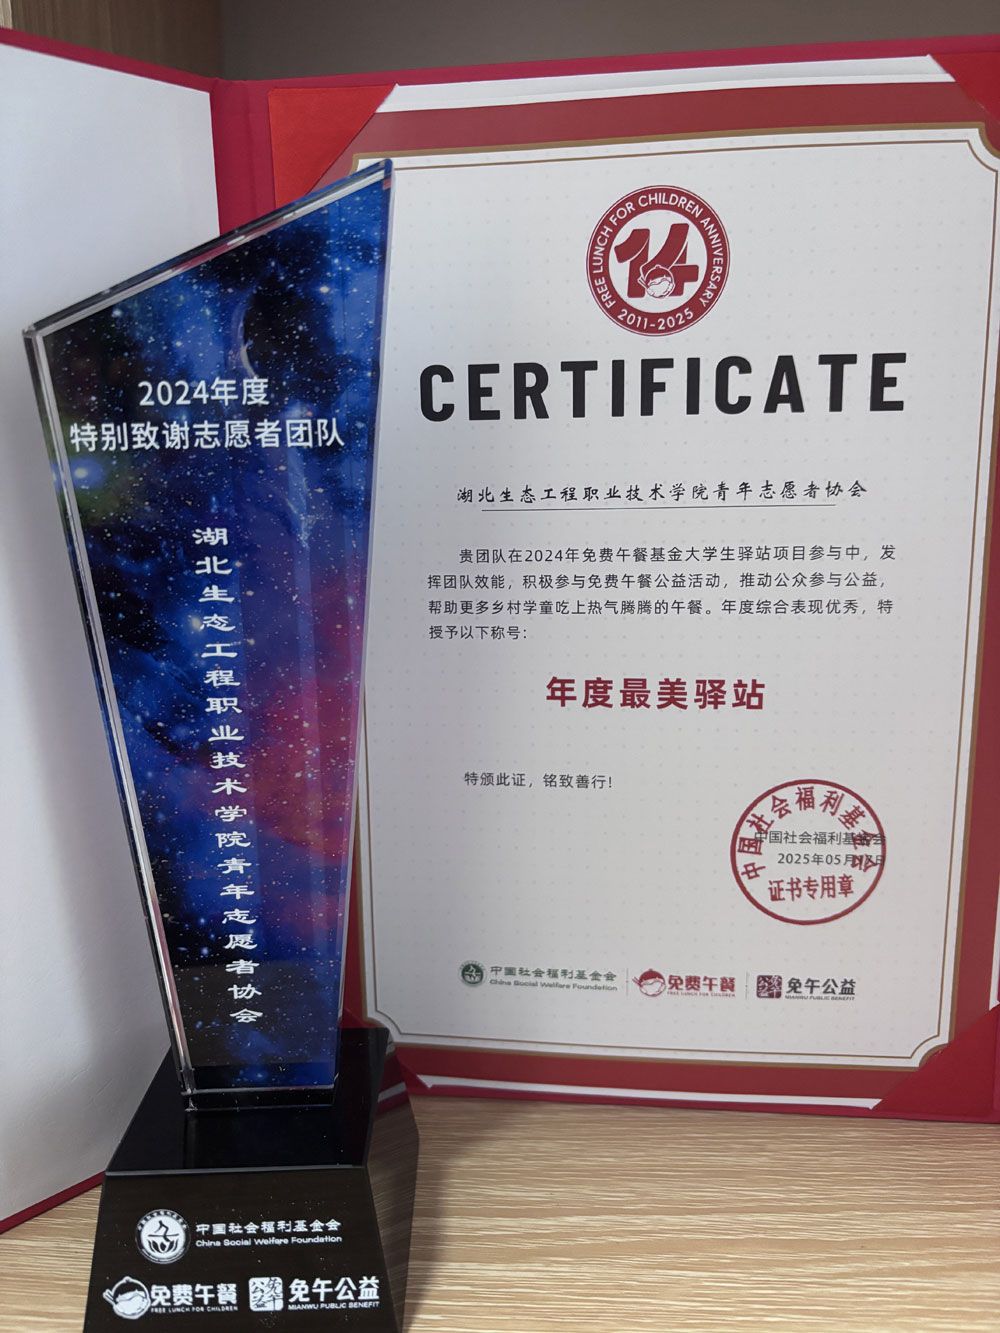 2024年度
特别致谢志愿者团队
湖北生态工程职业技术学院青年志愿者协会
中国社会福利基金会
China Social Welfare Foundation
免费午餐
FREE LUNCH FOR CHILDREN
免午公益
MIANWU PUBLIC BENEFIT
FREE LUNCH FOR CHILDREN ANNIVERSARY
14
2011-2025
CERTIFICATE
湖北生态工程职业技术学院青年志愿者协会
贵团队在2024年免费午餐基金大学生驿站项目参与中，发
挥团队效能，积极参与免费午餐公益活动，推动公众参与公益，
帮助更多乡村学童吃上热气腾腾的午餐。年度综合表现优秀，特
授予以下称号：
年度最美驿站
特颁此证，铭致善行！
中国社会福利基金会
2025年05月
中国社会福利基金会
证书专用章
中国社会福利基金会
China Social Welfare Foundation
免费午餐
FREE LUNCH FOR CHILDREN
免午公益
MIANWU PUBLIC BENEFIT